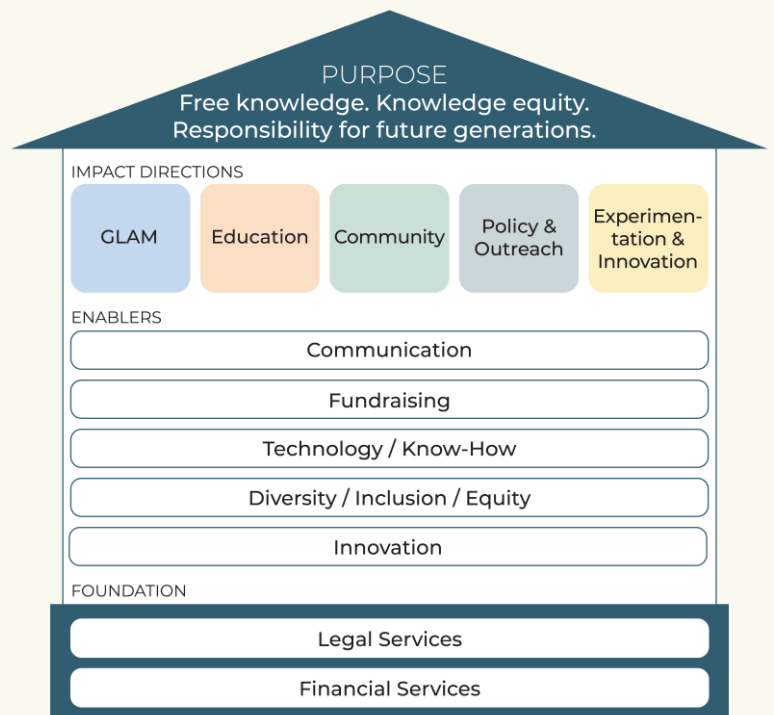 PURPOSE
Free knowledge. Knowledge equity.
Responsibility for future generations.
IMPACT DIRECTIONS
GLAM
Education
Community
Policy &
Outreach
Experimen-
tation &
Innovation
ENABLERS
Communication
Fundraising
Technology / Know-How
Diversity / Inclusion / Equity
Innovation
FOUNDATION
Legal Services
Financial Services